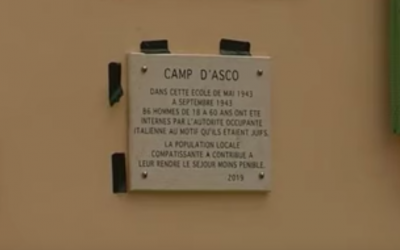 CAMP D'ASCO
DANS CETTE ECOLE DE MAI 1943
A SEPTEMBRE 1943
86 HOMMES DE 18 A 60 ANS ONT ETE
INTERNES PAR L'AUTORITE OCCUPANTE
ITALIENNE AU MOTIF QU'ILS ETAIENT JUIFS.
LA POPULATION LOCALE
COMPATISSANTE A CONTRIBUE A
LEUR RENDRE LE SEJOUR MOINS PENIBLE.
2015